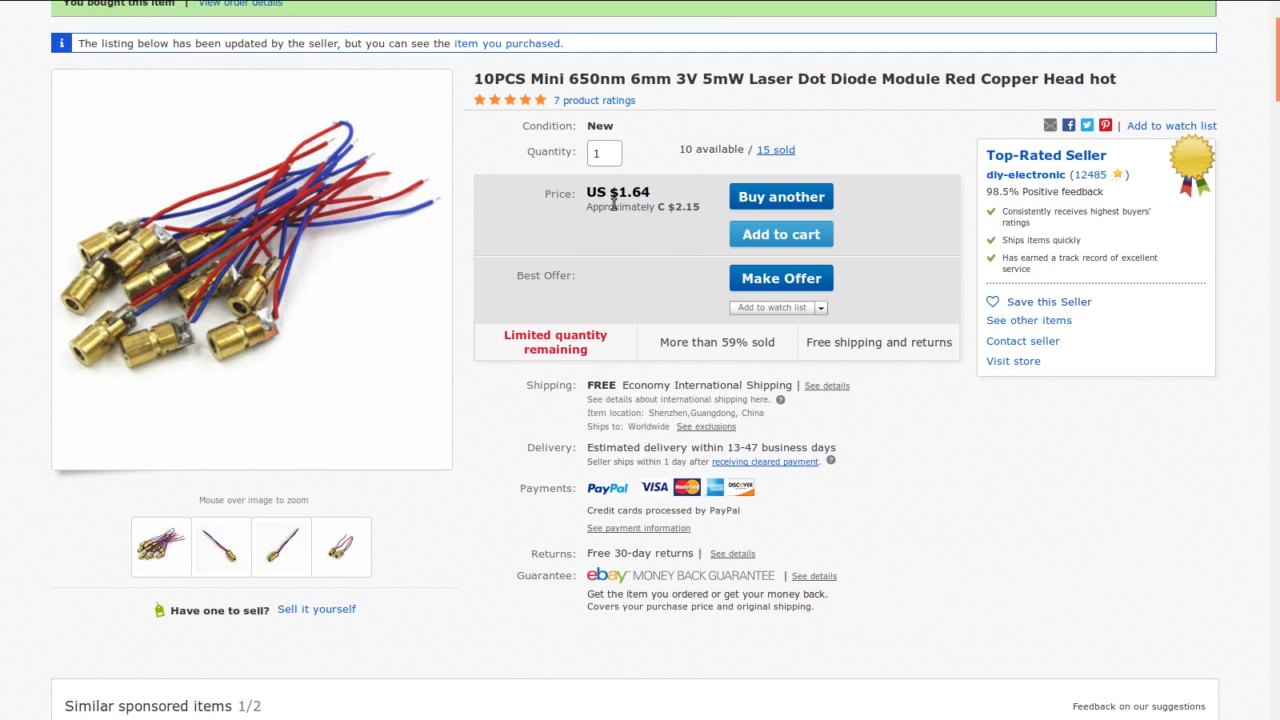 You bought this item | View order details
i The listing below has been updated by the seller, but you can see the item you purchased.
10PCS Mini 650nm 6mm 3V 5mW Laser Dot Diode Module Red Copper Head hot
7 product ratings
Condition: New
| Add to watch list
Quantity: 1 10 available / 15 sold
Price: US $1.64
Approximately C $2.15
Buy another
Add to cart
Best Offer:
Make Offer
Add to watch list
Limited quantity remaining
More than 59% sold
Free shipping and returns
Top-Rated Seller
diy-electronic (12485 )
98.5% Positive feedback
Consistently receives highest buyers'
ratings
Ships items quickly
Has earned a track record of excellent
service
Save this Seller
See other items
Contact seller
Visit store
Shipping: FREE Economy International Shipping | See details
See details about international shipping here. ?
Item location: Shenzhen,Guangdong, China
Ships to: Worldwide See exclusions
Delivery: Estimated delivery within 13-47 business days
Seller ships within 1 day after receiving cleared payment. ?
Payments: PayPal VISA MasterCard DISCOVER
Credit cards processed by PayPal
See payment information
Returns: Free 30-day returns | See details
Guarantee: ebay MONEY BACK GUARANTEE | See details
Get the item you ordered or get your money back.
Covers your purchase price and original shipping.
Mouse over image to zoom
Have one to sell? Sell it yourself
Similar sponsored items 1/2
Feedback on our suggestions